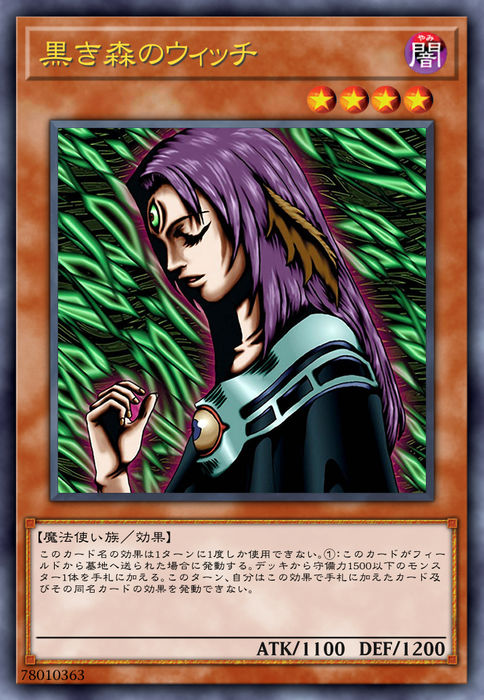 黒き森のウィッチ
やみ
闇
【魔法使い族／効果】
このカード名の効果は1ターンに1度しか使用できない。①：このカードがフィー
ルドから墓地へ送られた場合に発動する。デッキから守備力1500以下のモンス
ター1体を手札に加える。このターン、自分はこの効果で手札に加えたカード及
びその同名カードの効果を発動できない。
ATK/1100 DEF/1200
78010363